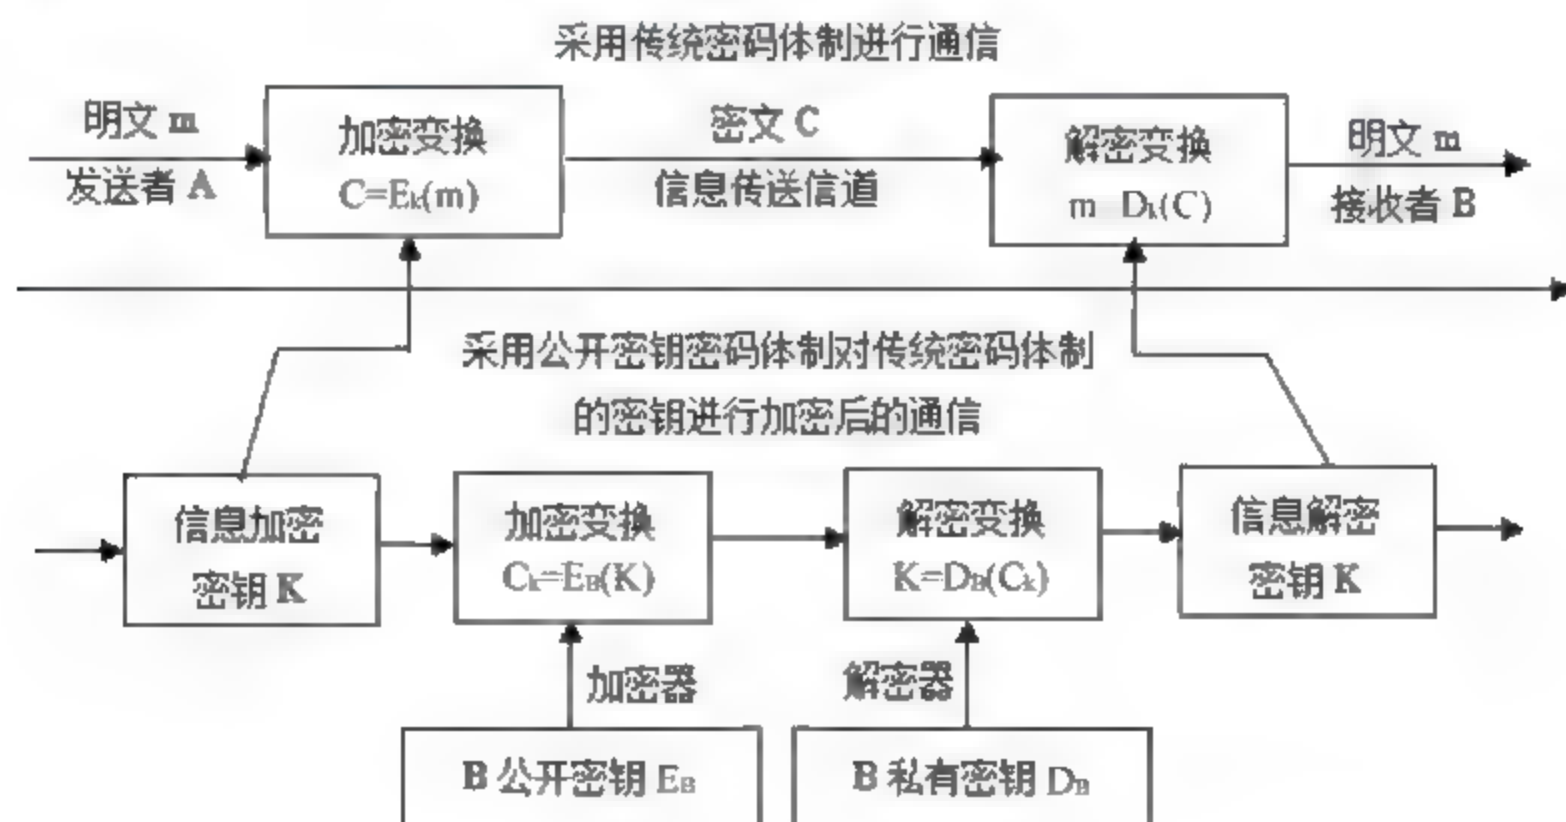 采用传统密码体制进行通信
明文 m
发送者 A
加密变换
C=Eₖ(m)
密文 C
信息传送信道
解密变换
m Dₖ(C)
明文 m
接收者 B
采用公开密钥密码体制对传统密码体制
的密钥进行加密后的通信
信息加密
密钥 K
加密变换
Cₖ=E_B(K)
解密变换
K=D_B(Cₖ)
信息解密
密钥 K
加密器
解密器
B 公开密钥 E_B
B 私有密钥 D_B